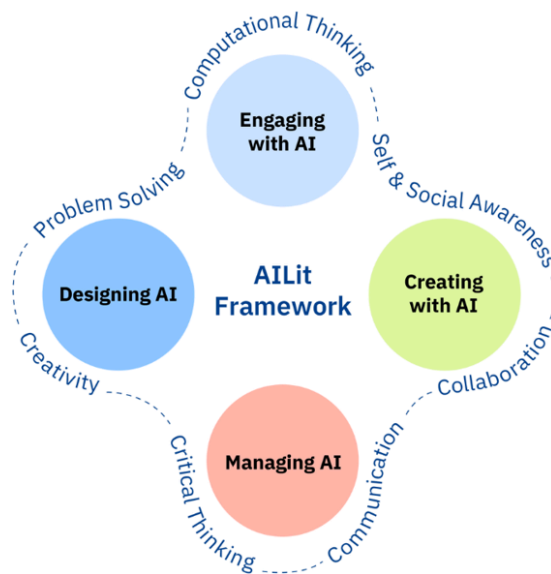 Computational Thinking
Engaging
with AI
Self & Social Awareness
Problem Solving
Designing AI
AILit
Framework
Creating
with AI
Creativity
Collaboration
Managing AI
Critical Thinking
Communication